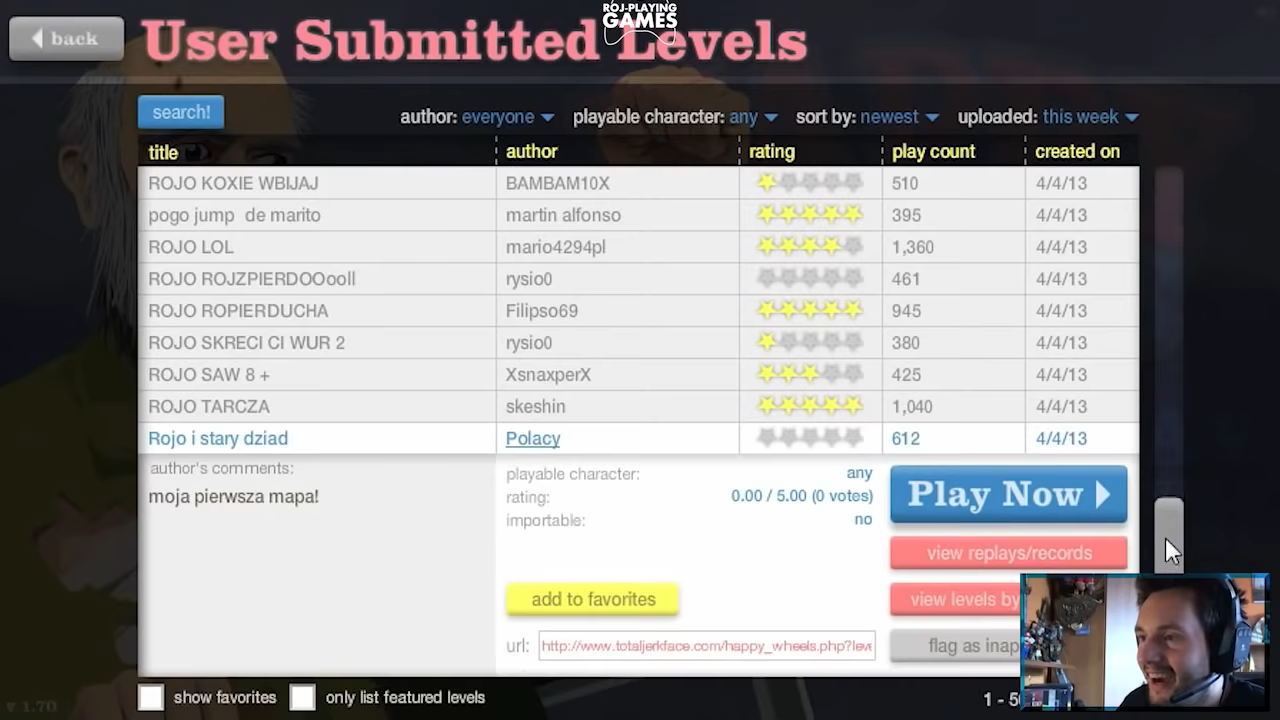 ROJ-PLAYING
GAMES
back
User Submitted Levels
search!
author: everyone playable character: any sort by: newest uploaded: this week
title author rating play count created on
ROJO KOXIE WBIJAJ BAMBAM10X 510 4/4/13
pogo jump de marito martin alfonso 395 4/4/13
ROJO LOL mario4294pl 1,360 4/4/13
ROJO ROJZPIERDOOooll rysio0 461 4/4/13
ROJO ROPIERDUCHA Filipso69 945 4/4/13
ROJO SKRECI CI WUR 2 rysio0 380 4/4/13
ROJO SAW 8 + XsnaxperX 425 4/4/13
ROJO TARCZA skeshin 1,040 4/4/13
Rojo i stary dziad Polacy 612 4/4/13
author's comments:
moja pierwsza mapa!
playable character: any
rating: 0.00 / 5.00 (0 votes)
importable: no
Play Now
view replays/records
add to favorites
view levels by
url: http://www.totaljerkface.com/happy_wheels.php?leve
flag as inap
show favorites only list featured levels
1 - 5
v 1.70